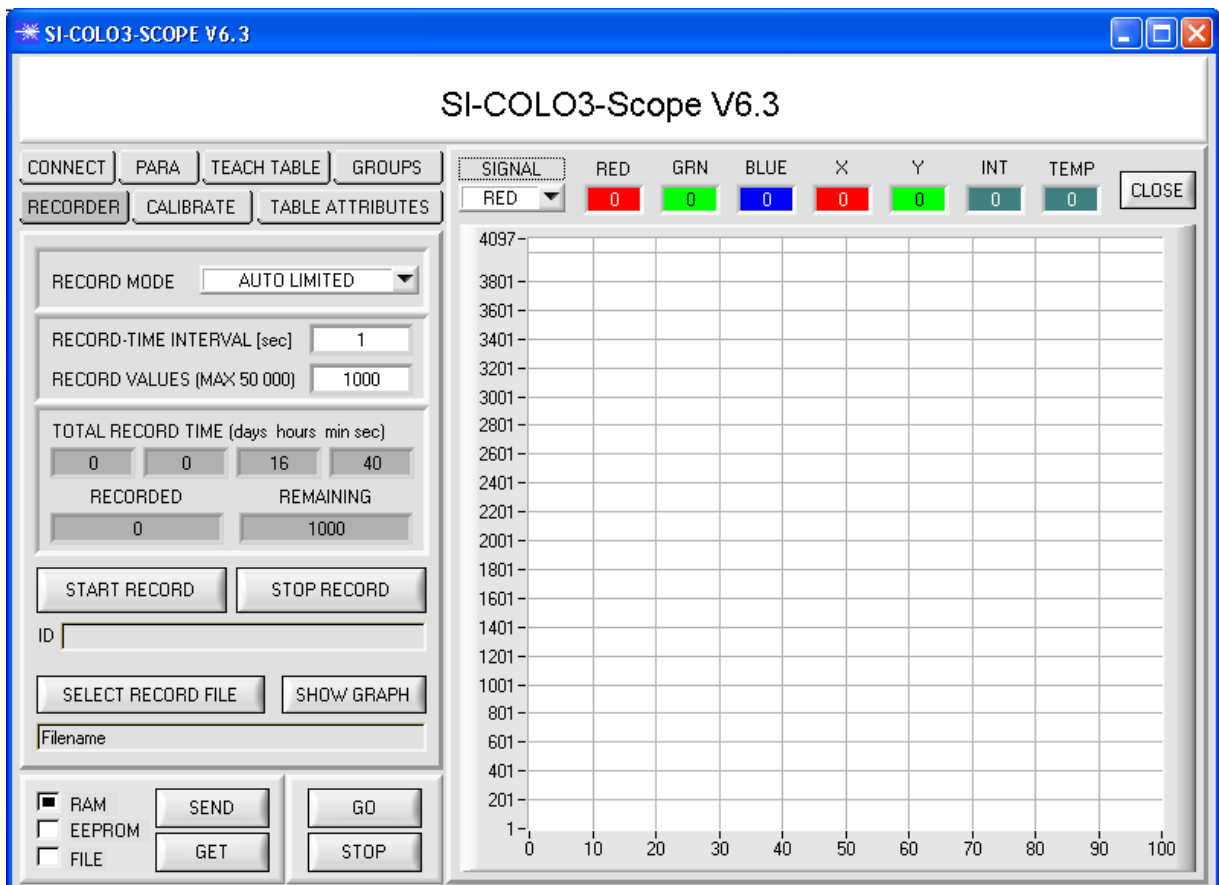 SI-COLO3-SCOPE V6.3
SI-COLO3-Scope V6.3
CONNECT PARA TEACH TABLE GROUPS
RECORDER CALIBRATE TABLE ATTRIBUTES
RECORD MODE AUTO LIMITED
RECORD-TIME INTERVAL [sec] 1
RECORD VALUES (MAX 50 000) 1000
TOTAL RECORD TIME (days hours min sec)
0 0 16 40
RECORDED REMAINING
0 1000
START RECORD STOP RECORD
ID
SELECT RECORD FILE SHOW GRAPH
Filename
RAM
EEPROM
FILE
SEND
GET
GO
STOP
SIGNAL RED GRN BLUE X Y INT TEMP
RED 0 0 0 0 0 0 0
CLOSE
4097
3801
3601
3401
3201
3001
2801
2601
2401
2201
2001
1801
1601
1401
1201
1001
801
601
401
201
1
0 10 20 30 40 50 60 70 80 90 100